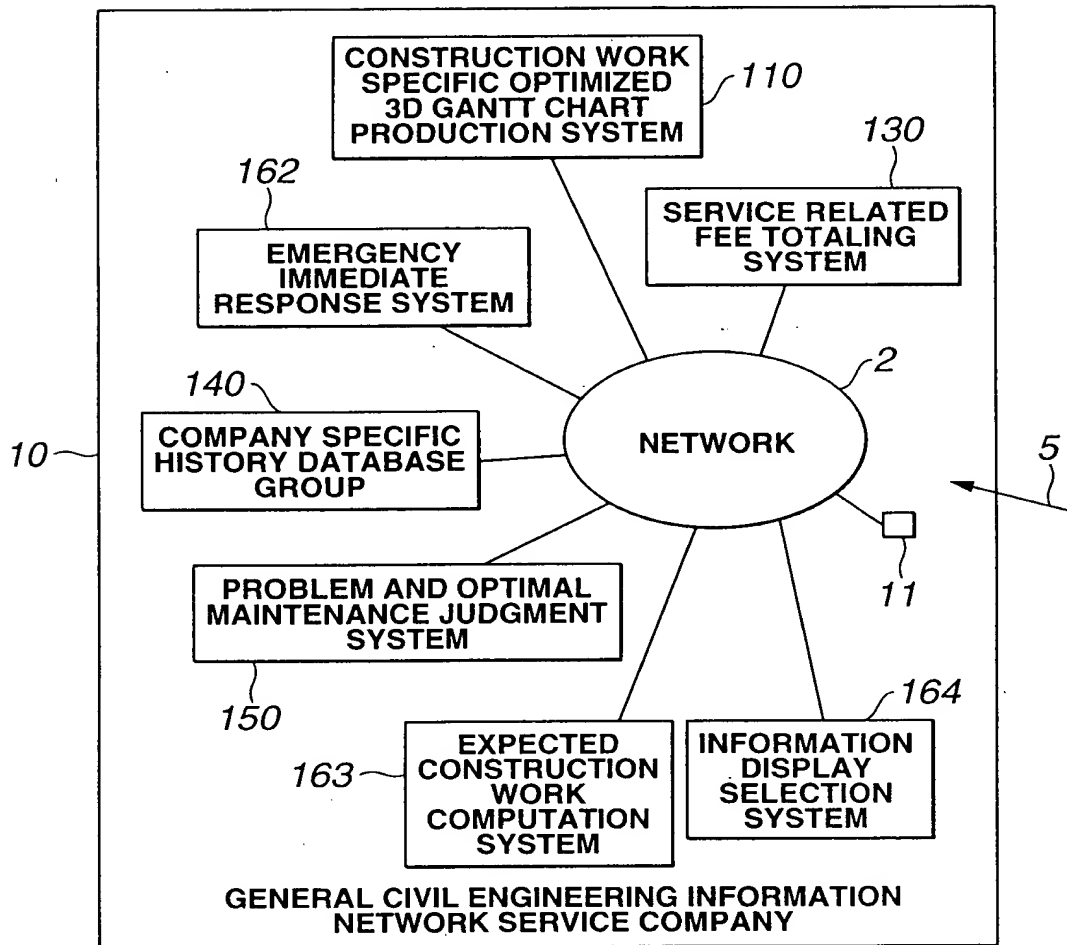 CONSTRUCTION WORK
SPECIFIC OPTIMIZED
3D GANTT CHART
PRODUCTION SYSTEM
110
162
130
EMERGENCY
IMMEDIATE
RESPONSE SYSTEM
SERVICE RELATED
FEE TOTALING
SYSTEM
140
2
10
COMPANY SPECIFIC
HISTORY DATABASE
GROUP
NETWORK
5
11
PROBLEM AND OPTIMAL
MAINTENANCE JUDGMENT
SYSTEM
150
164
163
EXPECTED
CONSTRUCTION
WORK
COMPUTATION
SYSTEM
INFORMATION
DISPLAY
SELECTION
SYSTEM
GENERAL CIVIL ENGINEERING INFORMATION
NETWORK SERVICE COMPANY